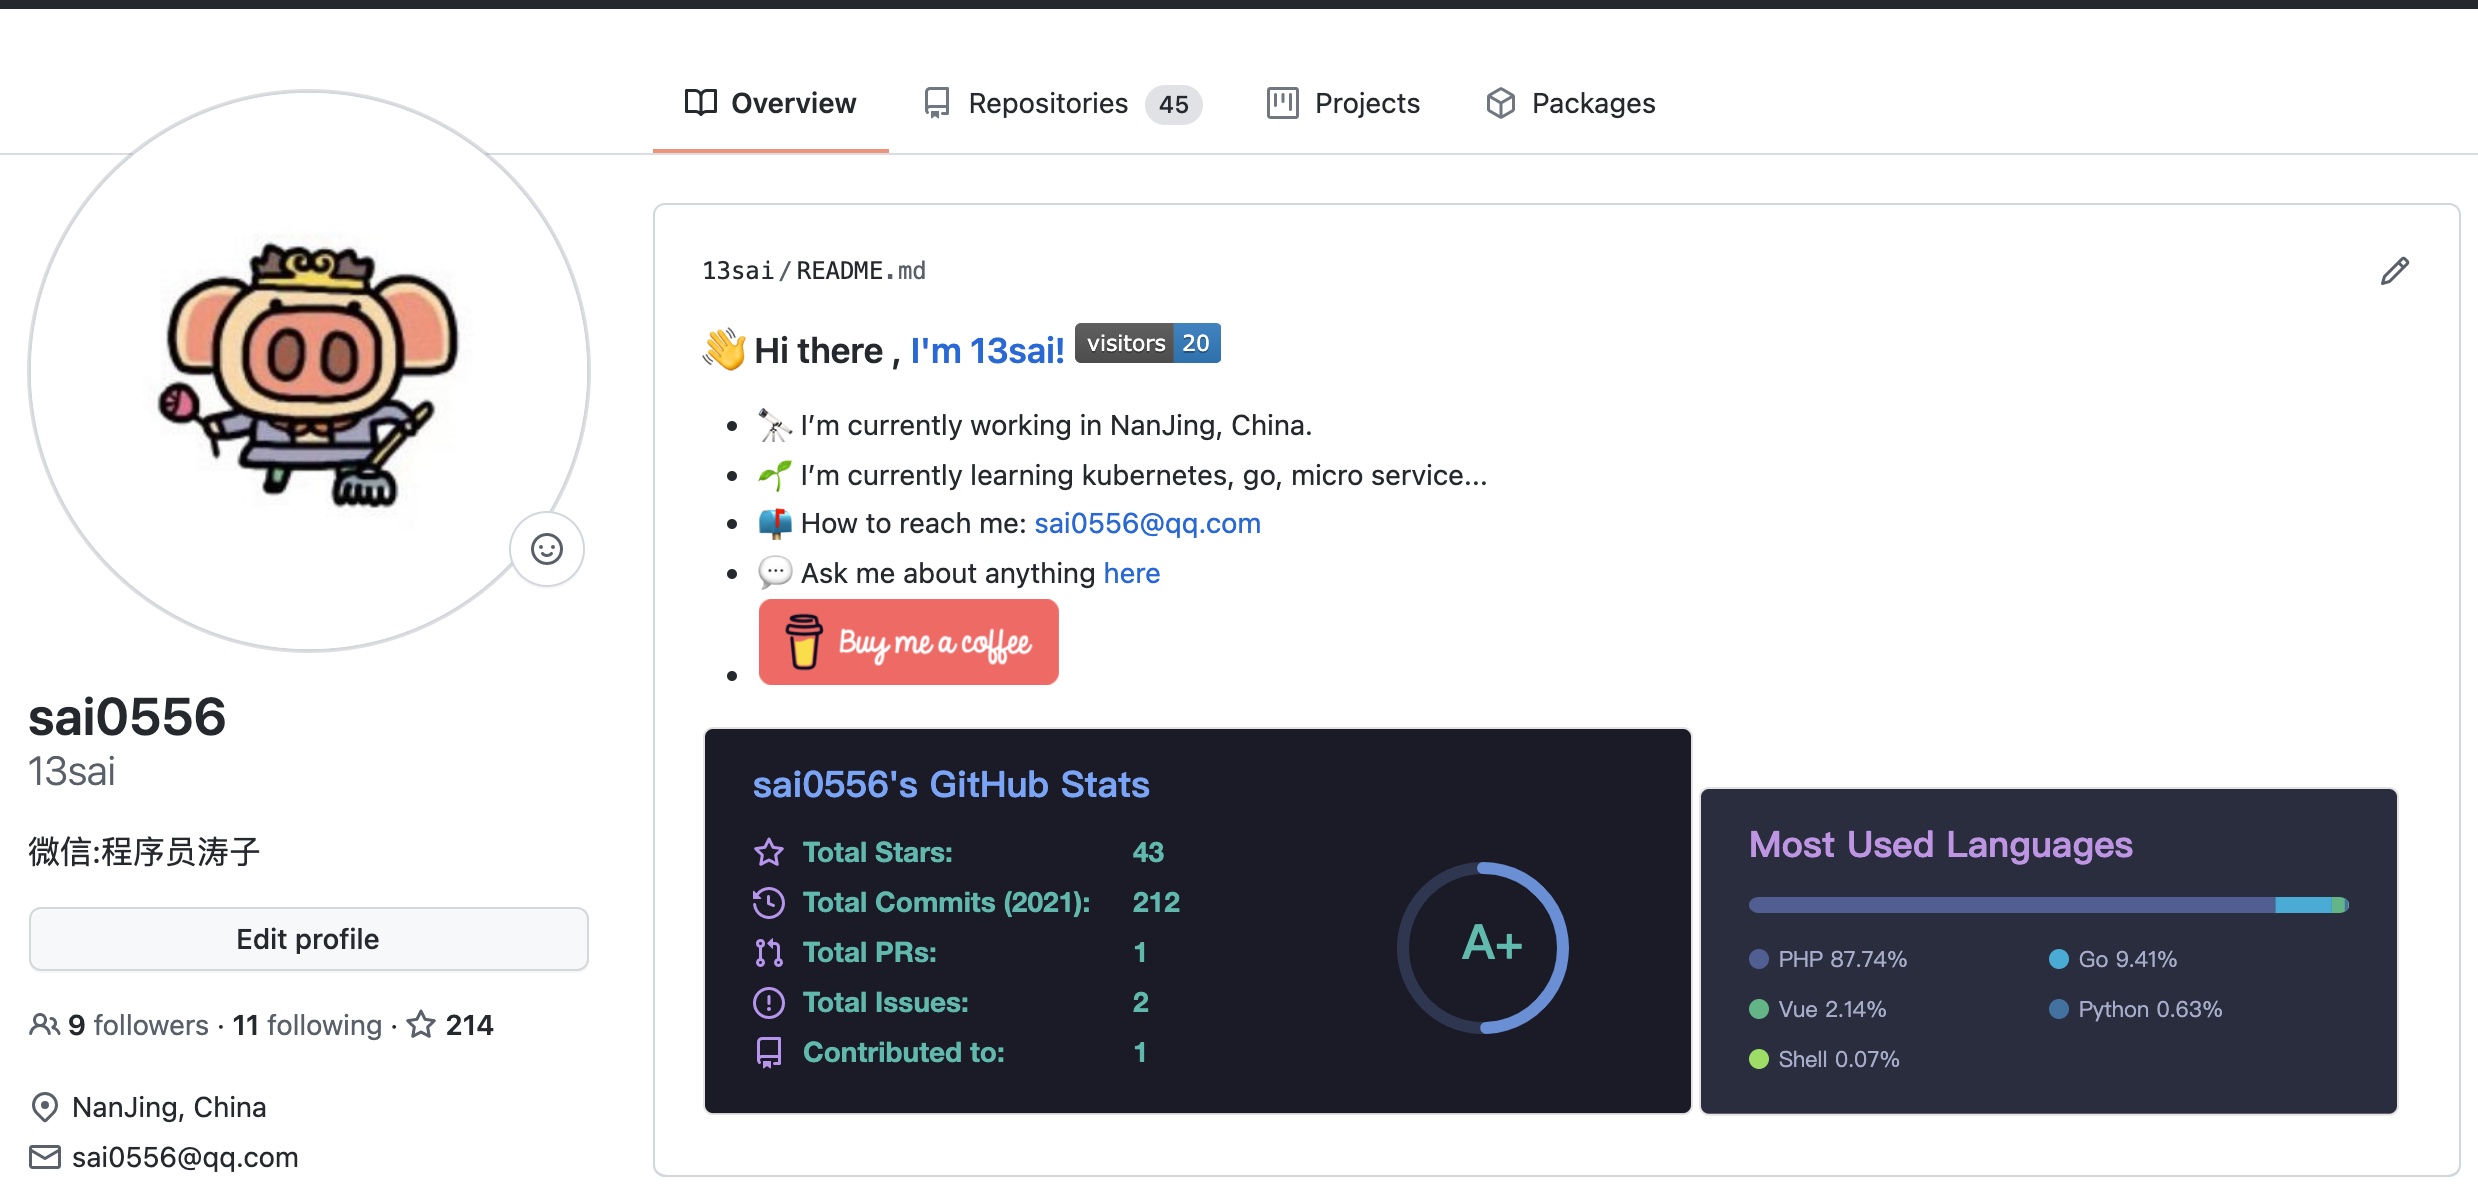 Overview Repositories 45 Projects Packages
13sai/README.md
👋 Hi there , I'm 13sai! visitors 20
🔭 I’m currently working in NanJing, China.
🌱 I’m currently learning kubernetes, go, micro service...
📫 How to reach me: sai0556@qq.com
💬 Ask me about anything here
Buy me a coffee
sai0556
13sai
微信:程序员涛子
Edit profile
9 followers · 11 following · 214
NanJing, China
sai0556@qq.com
sai0556's GitHub Stats
Total Stars: 43
Total Commits (2021): 212
Total PRs: 1
Total Issues: 2
Contributed to: 1
A+
Most Used Languages
PHP 87.74% Go 9.41%
Vue 2.14% Python 0.63%
Shell 0.07%